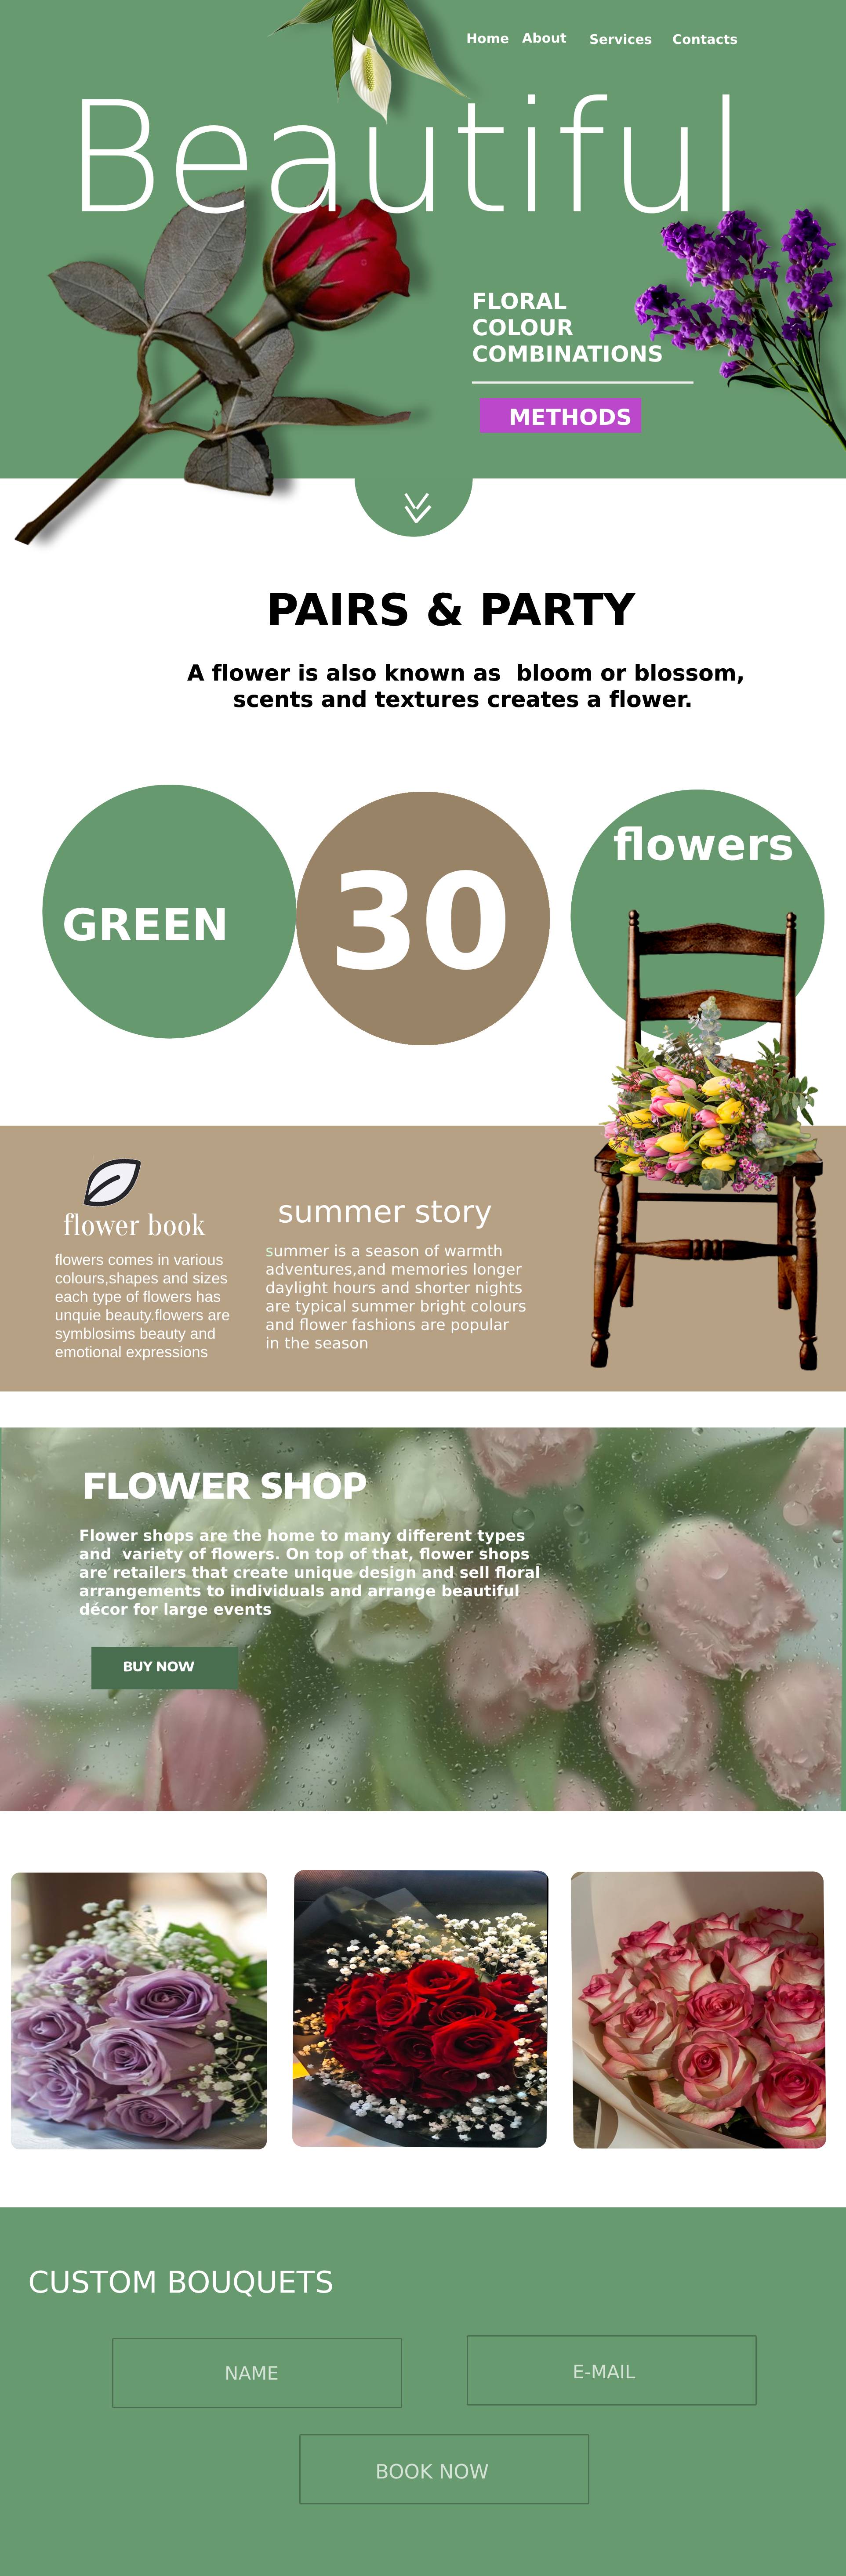 Home About Services Contacts
Beautiful
FLORAL
COLOUR
COMBINATIONS
METHODS
PAIRS & PARTY
A flower is also known as  bloom or blossom,
scents and textures creates a flower.
GREEN
30
flowers
flower book
flowers comes in various
colours,shapes and sizes
each type of flowers has
unquie beauty.flowers are
symblosims beauty and
emotional expressions
summer story
summer is a season of warmth
adventures,and memories longer
daylight hours and shorter nights
are typical summer bright colours
and flower fashions are popular
in the season
FLOWER SHOP
Flower shops are the home to many different types
and  variety of flowers. On top of that, flower shops
are retailers that create unique design and sell floral
arrangements to individuals and arrange beautiful
décor for large events
BUY NOW
CUSTOM BOUQUETS
NAME
E-MAIL
BOOK NOW